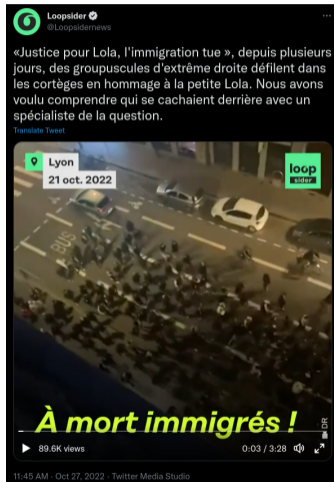 Loopsider
@Loopsidernews
«Justice pour Lola, l'immigration tue », depuis plusieurs
jours, des groupuscules d'extrême droite défilent dans
les cortèges en hommage à la petite Lola. Nous avons
voulu comprendre qui se cachaient derrière avec un
spécialiste de la question.
Translate Tweet
Lyon
21 oct. 2022
loop
sider
BUS
À mort immigrés !
DR
89.6K views
0:03 / 3:28
11:45 AM · Oct 27, 2022 · Twitter Media Studio